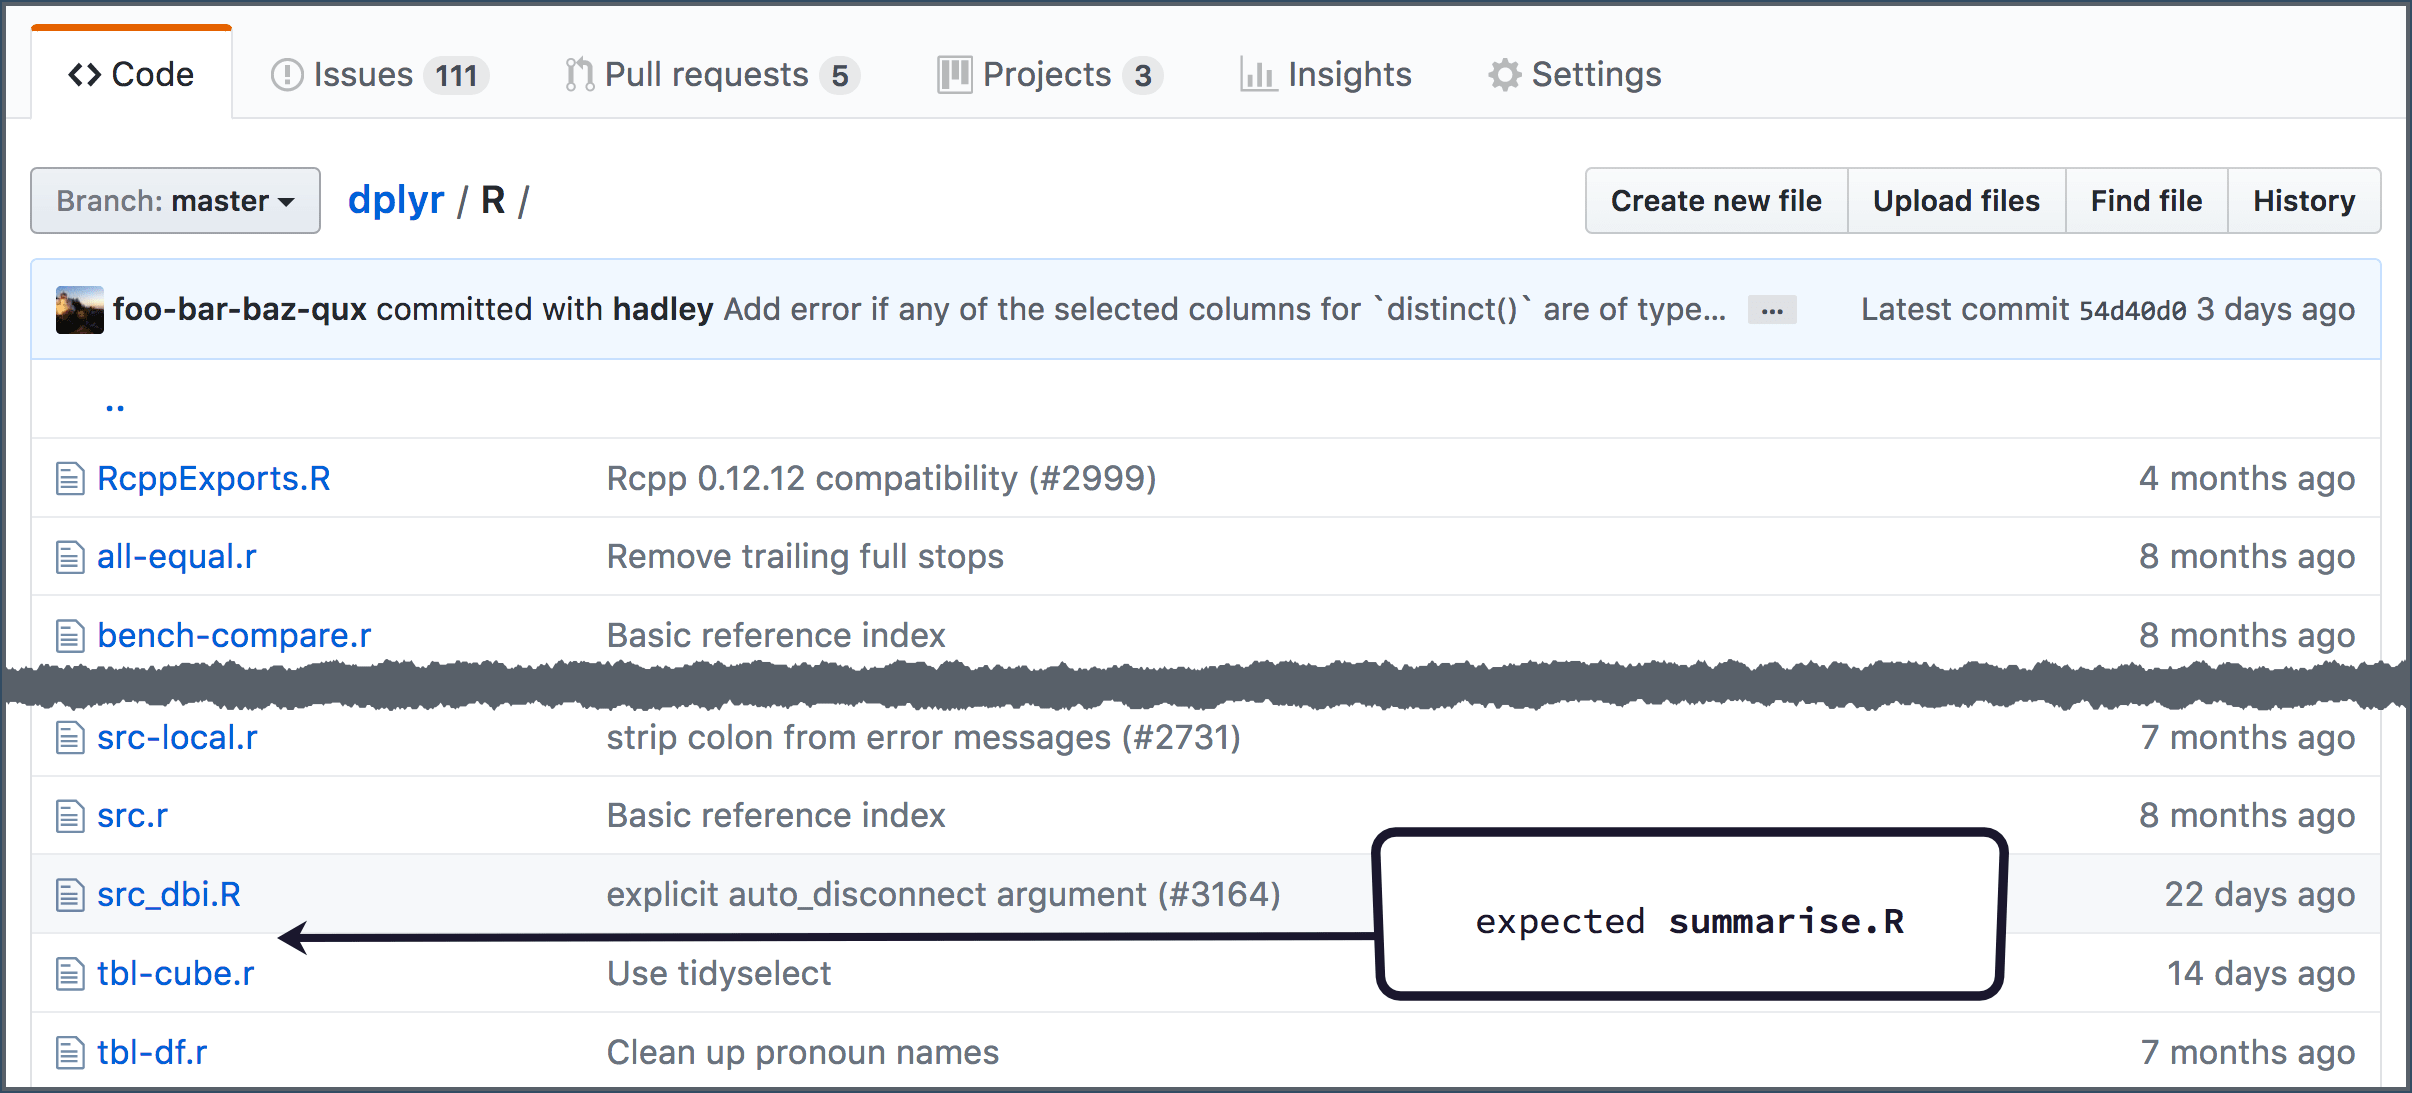 Code Issues 111 Pull requests 5 Projects 3 Insights Settings
Branch: master dplyr / R / Create new file Upload files Find file History
foo-bar-baz-qux committed with hadley Add error if any of the selected columns for `distinct()` are of type... ... Latest commit 54d40d0 3 days ago
..
RcppExports.R Rcpp 0.12.12 compatibility (#2999) 4 months ago
all-equal.r Remove trailing full stops 8 months ago
bench-compare.r Basic reference index 8 months ago
src-local.r strip colon from error messages (#2731) 7 months ago
src.r Basic reference index 8 months ago
src_dbi.R explicit auto_disconnect argument (#3164) 22 days ago
expected summarise.R
tbl-cube.r Use tidyselect 14 days ago
tbl-df.r Clean up pronoun names 7 months ago